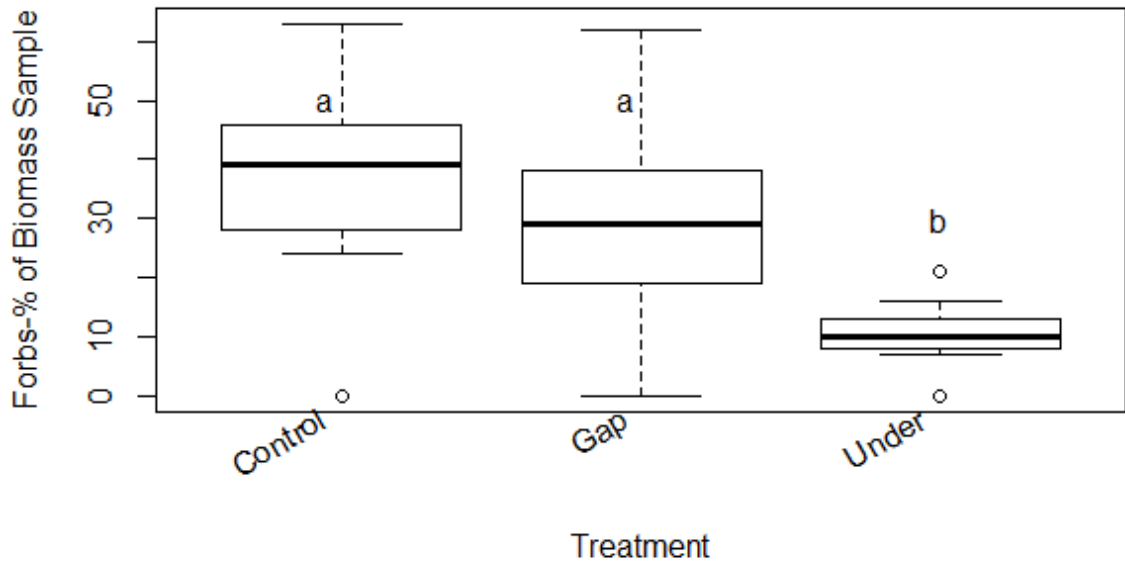 Forbs-% of Biomass Sample
50
30
10
0
a
a
b
Control
Gap
Under
Treatment